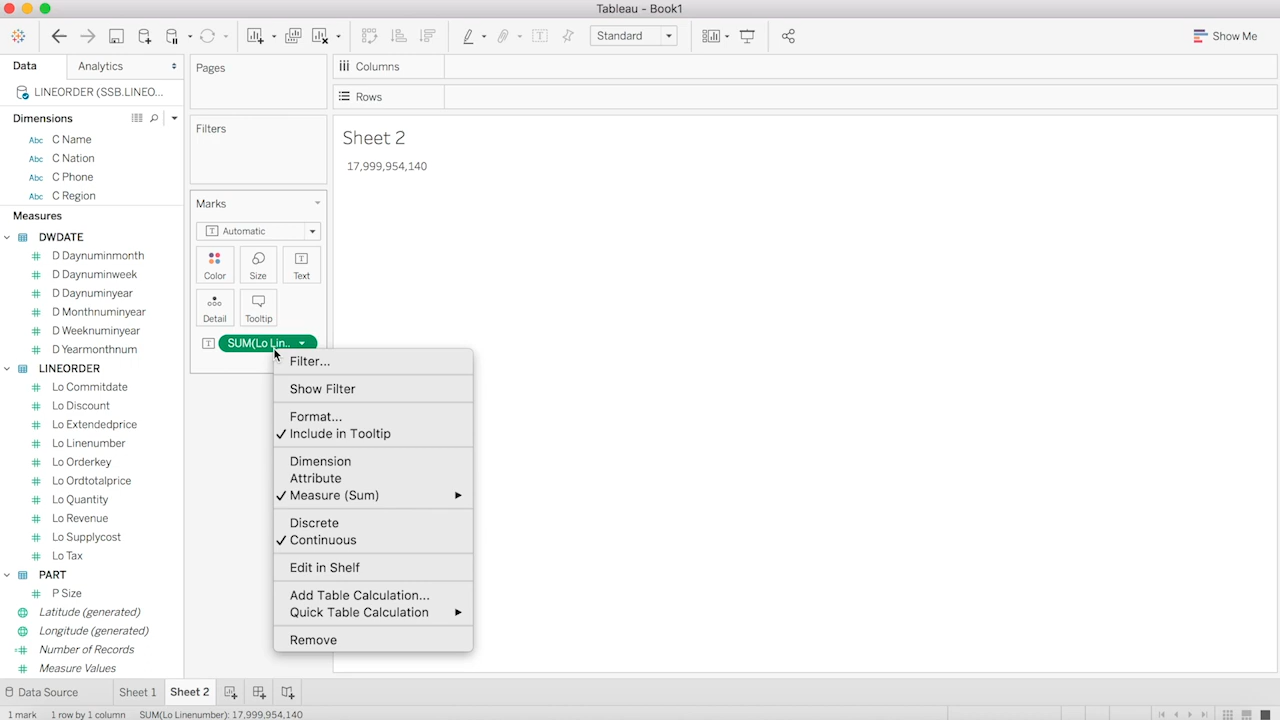 Tableau - Book1
Standard
Show Me
Data
Analytics
LINEORDER (SSB.LINEO...
Dimensions
Abc C Name
Abc C Nation
Abc C Phone
Abc C Region
Measures
DWDATE
# D Daynuminmonth
# D Daynuminweek
# D Daynuminyear
# D Monthnuminyear
# D Weeknuminyear
# D Yearmonthnum
LINEORDER
# Lo Commitdate
# Lo Discount
# Lo Extendedprice
# Lo Linenumber
# Lo Orderkey
# Lo Ordtotalprice
# Lo Quantity
# Lo Revenue
# Lo Supplycost
# Lo Tax
PART
# P Size
Latitude (generated)
Longitude (generated)
=# Number of Records
# Measure Values
Pages
Filters
Marks
T Automatic
Color
Size
T Text
Detail
Tooltip
T SUM(Lo Lin..
Columns
Rows
Sheet 2
17,999,954,140
Filter...
Show Filter
Format...
✓ Include in Tooltip
Dimension
Attribute
✓ Measure (Sum)
Discrete
✓ Continuous
Edit in Shelf
Add Table Calculation...
Quick Table Calculation
Remove
Data Source
Sheet 1
Sheet 2
1 mark
1 row by 1 column
SUM(Lo Linenumber): 17,999,954,140